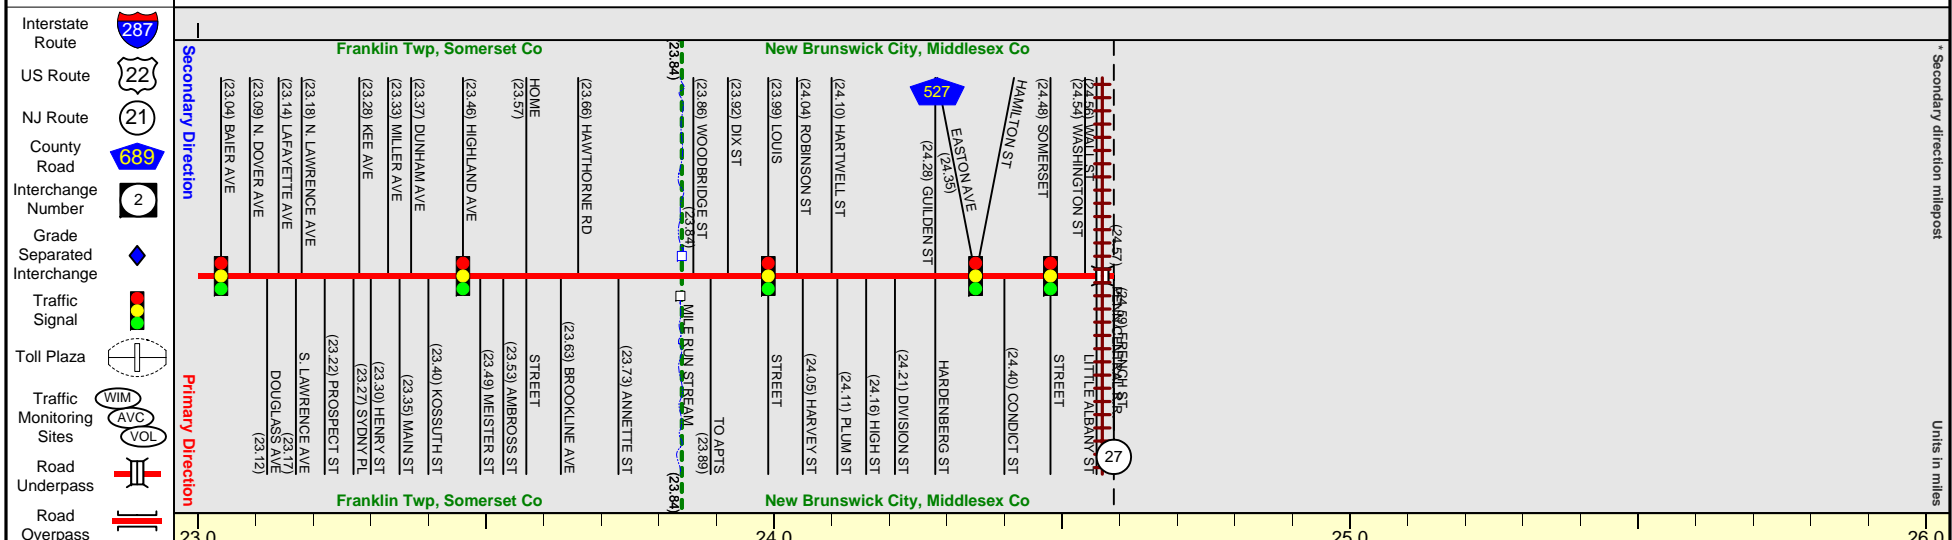 Interstate
Route
287
US Route
22
NJ Route
21
County
Road
689
Interchange
Number
2
Grade
Separated
Interchange
Traffic
Signal
Toll Plaza
Traffic
Monitoring
Sites
WIM
AVC
VOL
Road
Underpass
Road
Overpass
Secondary Direction
Primary Direction
Franklin Twp, Somerset Co
(23.84)
New Brunswick City, Middlesex Co
(23.04) BAIER AVE
(23.09) N. DOVER AVE
(23.14) LAFAYETTE AVE
(23.18) N. LAWRENCE AVE
(23.28) KEE AVE
(23.33) MILLER AVE
(23.37) DUNHAM AVE
(23.46) HIGHLAND AVE
HOME
(23.57)
(23.66) HAWTHORNE RD
(23.84)
(23.86) WOODBRIDGE ST
(23.92) DIX ST
(23.99) LOUIS
(24.04) ROBINSON ST
(24.10) HARTWELL ST
527
(24.28) GUILDEN ST
EASTON AVE
(24.35)
HAMILTON ST
(24.48) SOMERSET
(24.54) WASHINGTON ST
(24.56) WALL ST
(24.57)
DOUGLASS AVE
(23.12)
S. LAWRENCE AVE
(23.17)
(23.22) PROSPECT ST
(23.27) SYDNY PL
(23.30) HENRY ST
(23.35) MAIN ST
(23.40) KOSSUTH ST
(23.49) MEISTER ST
(23.53) AMBROSS ST
STREET
(23.63) BROOKLINE AVE
(23.73) ANNETTE ST
MILE RUN STREAM
TO APTS
(23.89)
STREET
(24.05) HARVEY ST
(24.11) PLUM ST
(24.16) HIGH ST
(24.21) DIVISION ST
HARDENBERG ST
(24.40) CONDICT ST
STREET
LITTLE ALBANY ST
(24.59) FRENCH ST
27
Franklin Twp, Somerset Co
(23.84)
New Brunswick City, Middlesex Co
* Secondary direction milepost
Units in miles
23.0
24.0
25.0
26.0